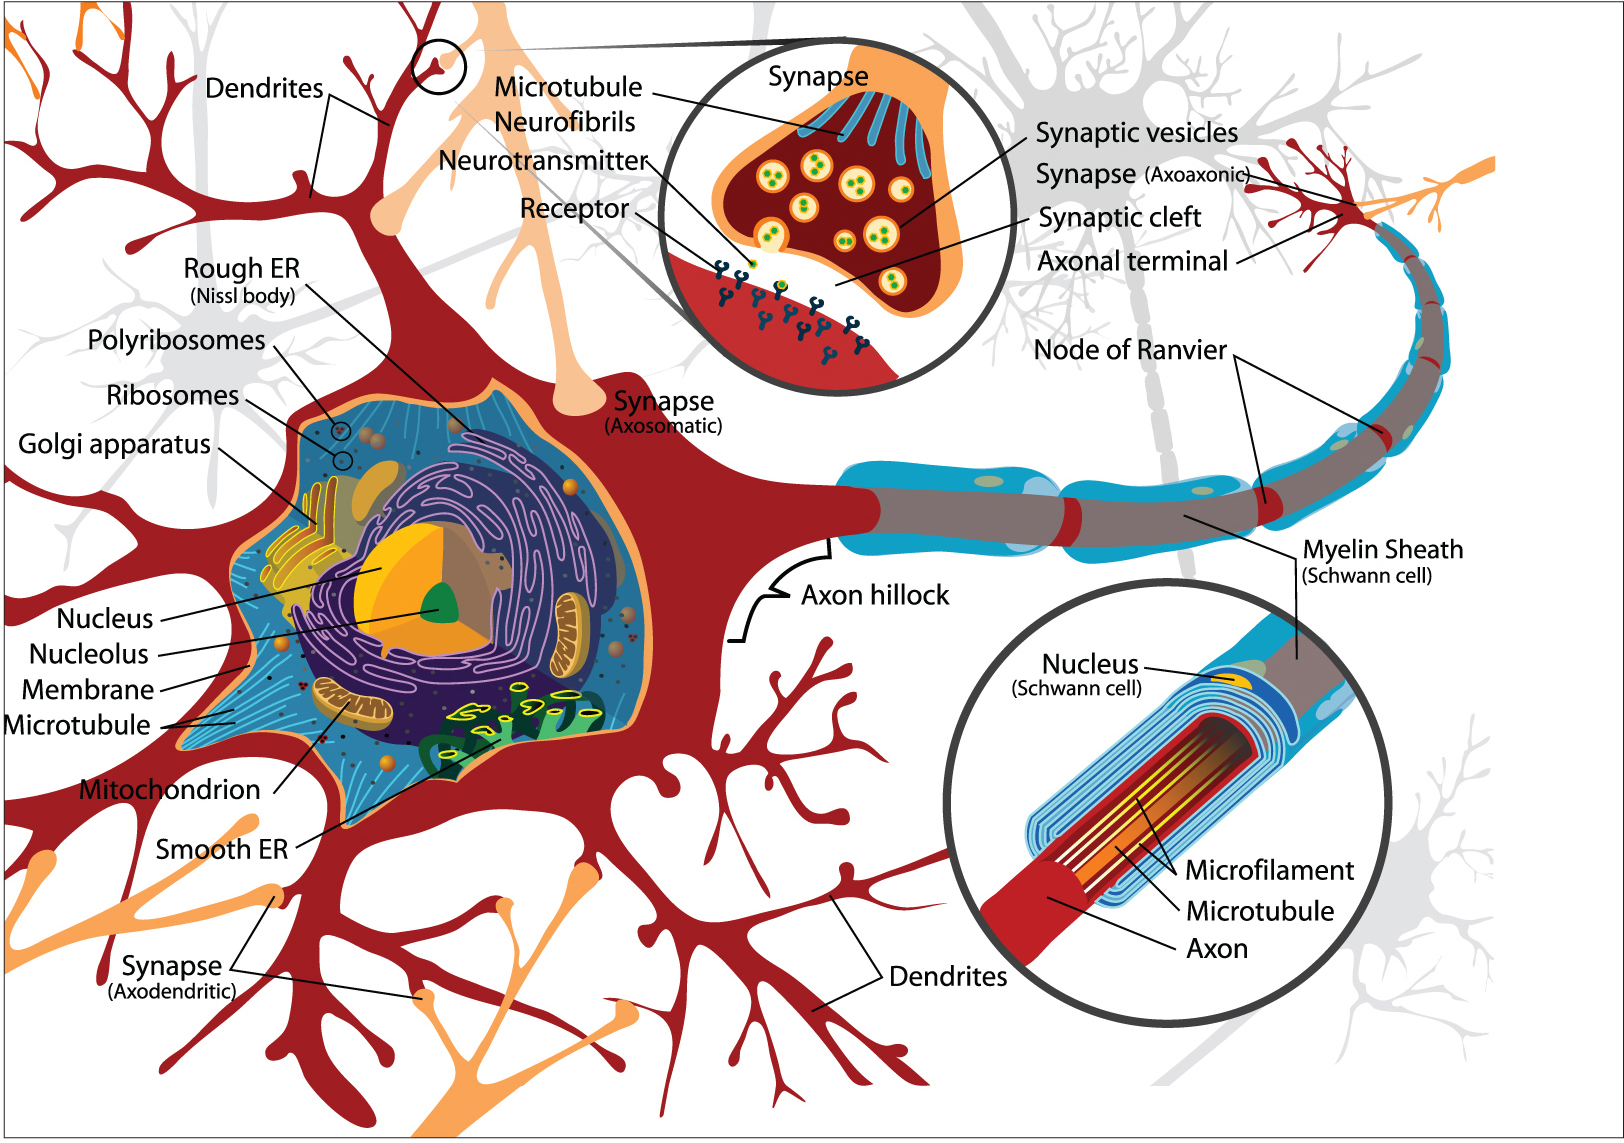 Dendrites
Microtubule
Neurofibrils
Neurotransmitter
Receptor
Synapse
Synaptic vesicles
Synapse (Axoaxonic)
Synaptic cleft
Axonal terminal
Rough ER
(Nissl body)
Polyribosomes
Ribosomes
Golgi apparatus
Synapse
(Axosomatic)
Node of Ranvier
Myelin Sheath
(Schwann cell)
Axon hillock
Nucleus
Nucleolus
Membrane
Microtubule
Mitochondrion
Smooth ER
Synapse
(Axodendritic)
Dendrites
Nucleus
(Schwann cell)
Microfilament
Microtubule
Axon